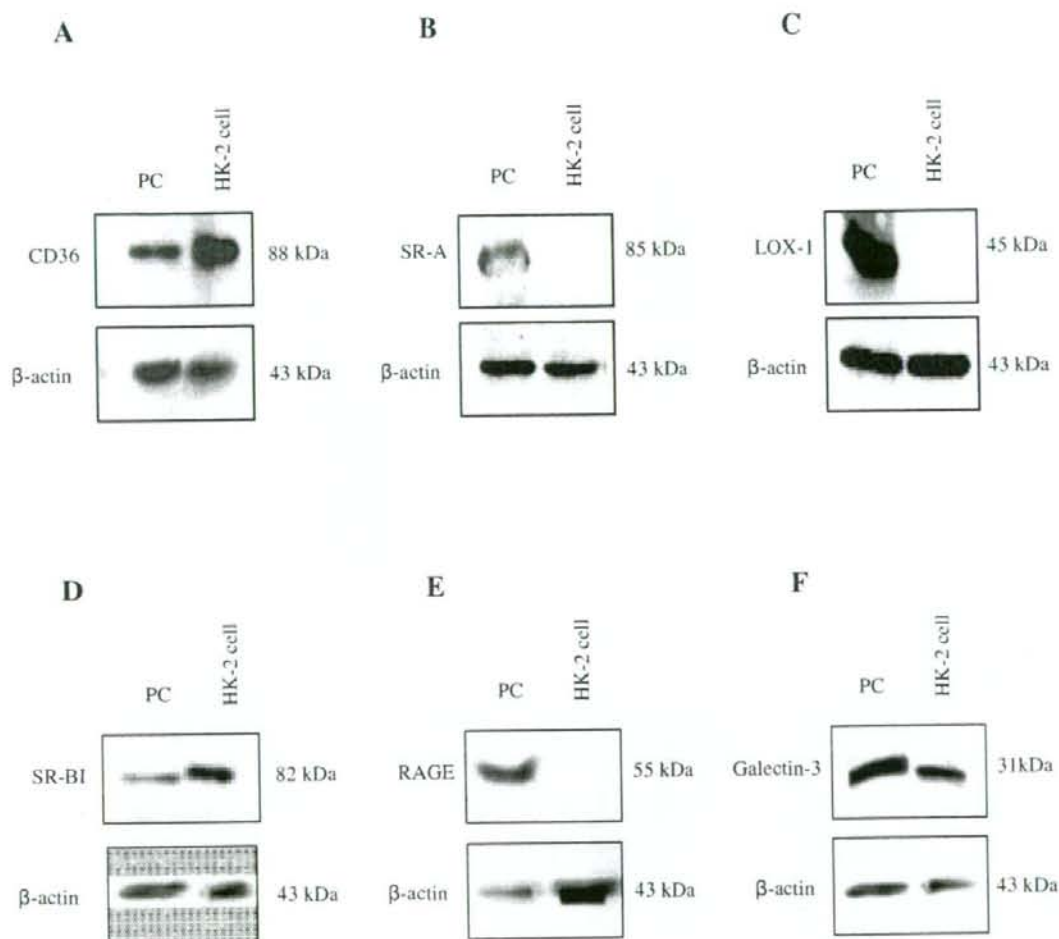 A
PC
HK-2 cell
CD36
88 kDa
β-actin
43 kDa
B
PC
HK-2 cell
SR-A
85 kDa
β-actin
43 kDa
C
PC
HK-2 cell
LOX-1
45 kDa
β-actin
43 kDa
D
PC
HK-2 cell
SR-BI
82 kDa
β-actin
43 kDa
E
PC
HK-2 cell
RAGE
55 kDa
β-actin
43 kDa
F
PC
HK-2 cell
Galectin-3
31kDa
β-actin
43 kDa